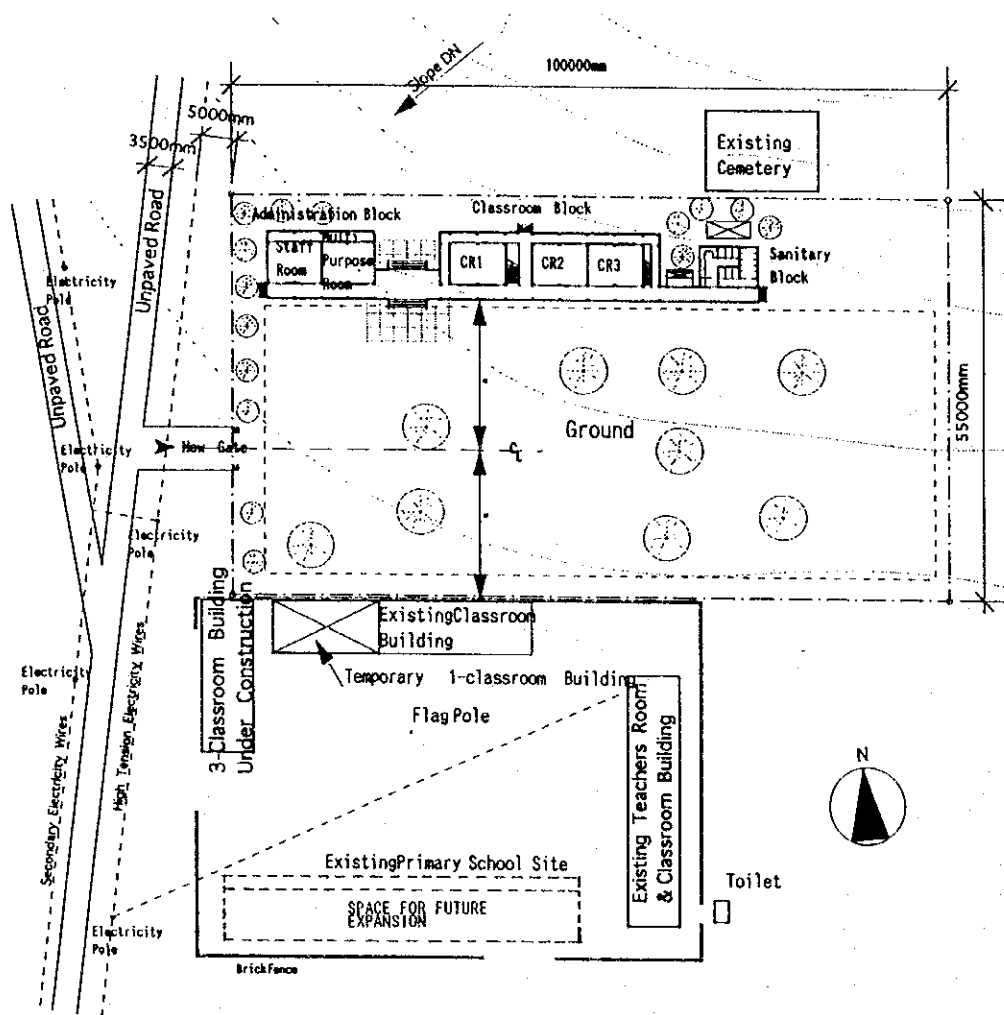 Slope DN
100000mm
5000mm
3500mm
Existing
Cemetery
Administration Block
Classroom Block
Staff
Room
Multi
Purpose
Room
CR1
CR2
CR3
Sanitary
Block
Unpaved Road
Unpaved Road
Electricity
Pole
55000mm
Ground
CL
New Gate
Electricity
Pole
Electricity
Pole
3-Classroom Building
Under Construction
ExistingClassroom
Building
Temporary 1-classroom Building
Flag Pole
Electricity
Pole
Secondary Electricity Wires
High Tension Electricity Wires
Existing Teachers Room
& Classroom Building
N
ExistingPrimary School Site
SPACE FOR FUTURE
EXPANSION
Toilet
Electricity
Pole
BrickFence